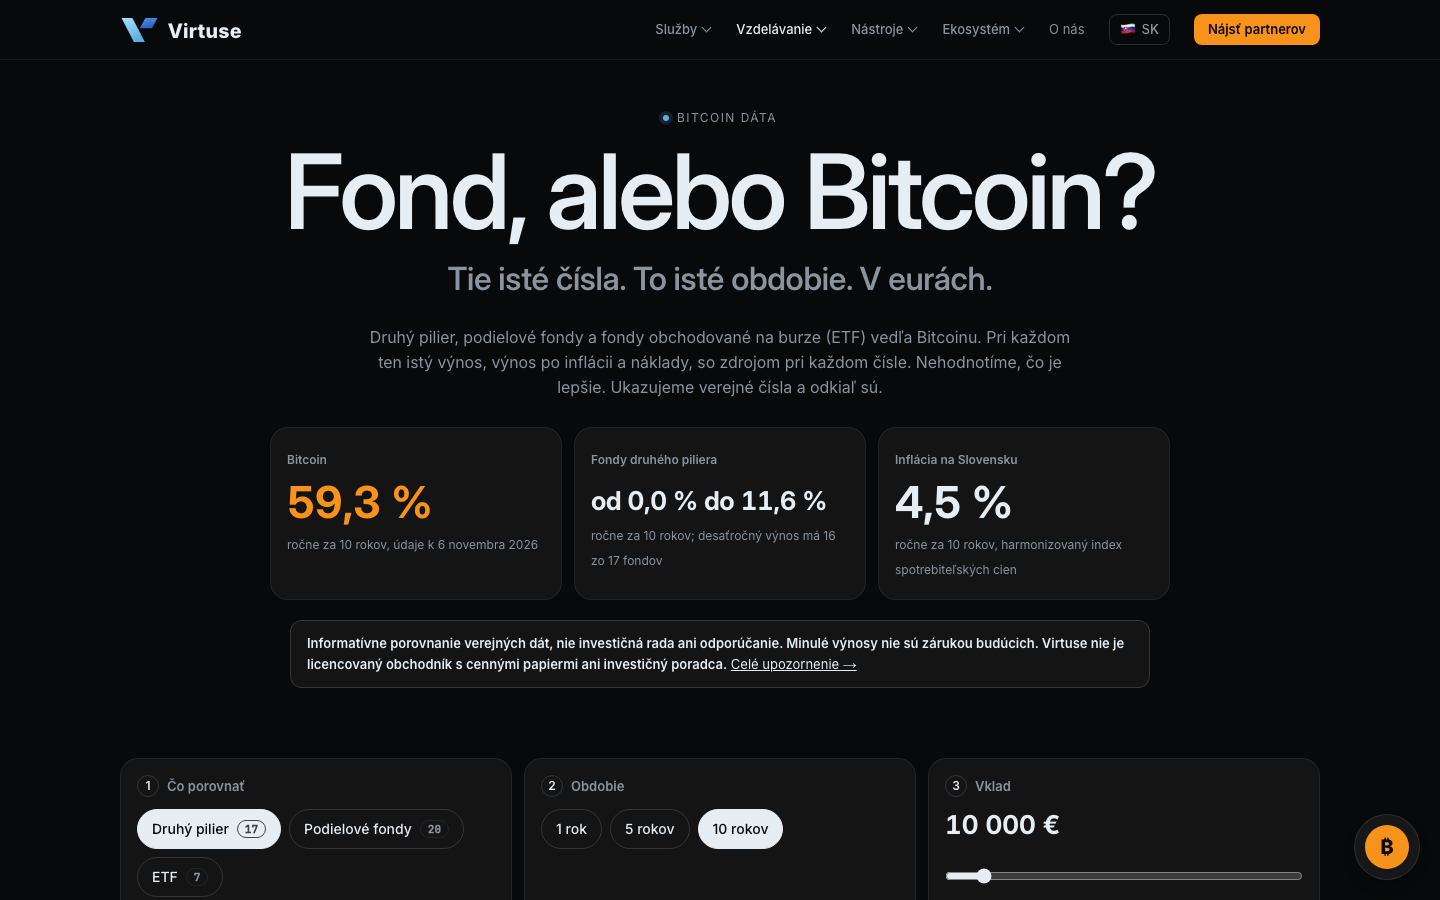 Virtuse
Služby
Vzdelávanie
Nástroje
Ekosystém
O nás
SK
Nájsť partnerov
BITCOIN DÁTA
Fond, alebo Bitcoin?
Tie isté čísla. To isté obdobie. V eurách.
Druhý pilier, podielové fondy a fondy obchodované na burze (ETF) vedľa Bitcoinu. Pri každom
ten istý výnos, výnos po inflácii a náklady, so zdrojom pri každom čísle. Nehodnotíme, čo je
lepšie. Ukazujeme verejné čísla a odkiaľ sú.
Bitcoin
59,3 %
ročne za 10 rokov, údaje k 6 novembra 2026
Fondy druhého piliera
od 0,0 % do 11,6 %
ročne za 10 rokov; desaťročný výnos má 16
zo 17 fondov
Inflácia na Slovensku
4,5 %
ročne za 10 rokov, harmonizovaný index
spotrebiteľských cien
Informatívne porovnanie verejných dát, nie investičná rada ani odporúčanie. Minulé výnosy nie sú zárukou budúcich. Virtuse nie je
licencovaný obchodník s cennými papiermi ani investičný poradca. Celé upozornenie →
1 Čo porovnať
Druhý pilier 17
Podielové fondy 20
ETF 7
2 Obdobie
1 rok
5 rokov
10 rokov
3 Vklad
10 000 €
₿